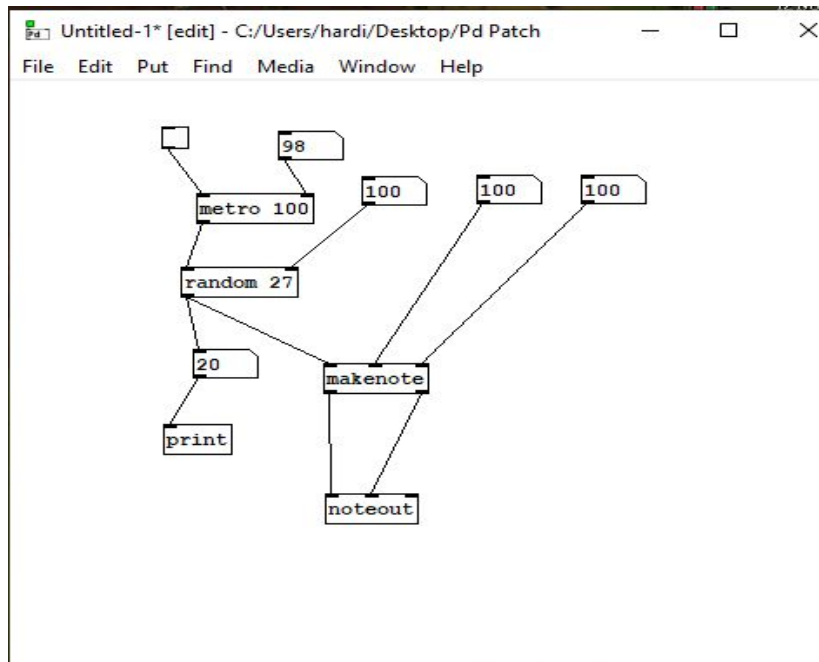 Untitled-1* [edit] - C:/Users/hardi/Desktop/Pd Patch
File Edit Put Find Media Window Help
98
100
100
100
metro 100
random 27
20
makenote
print
noteout